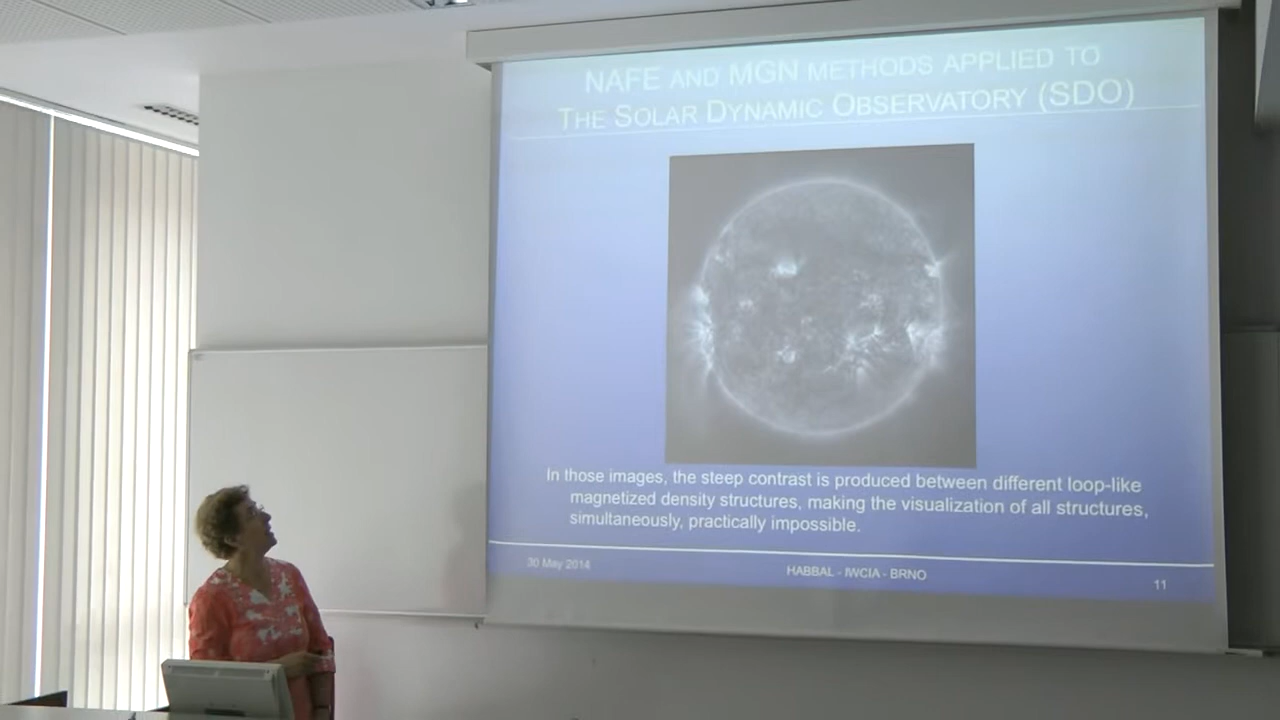 NAFE AND MGN METHODS APPLIED TO
THE SOLAR DYNAMIC OBSERVATORY (SDO)
In those images, the steep contrast is produced between different loop-like
magnetized density structures, making the visualization of all structures,
simultaneously, practically impossible.
30 May 2014
HABBAL - IWCIA - BRNO
11